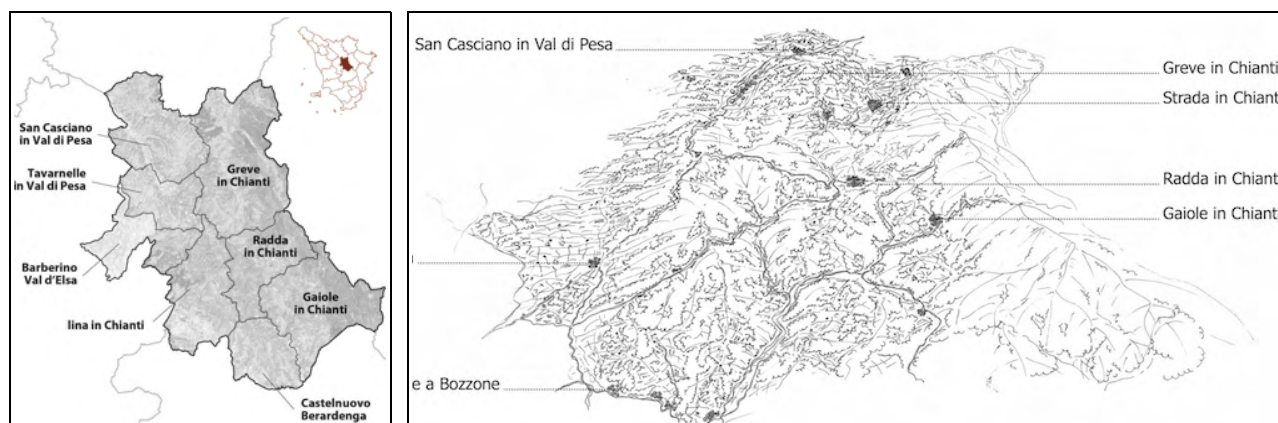 San Casciano
in Val di Pesa
Tavarnelle
in Val di Pesa
Greve
in Chianti
Radda
in Chianti
Barberino
Val d'Elsa
Gaiole
in Chianti
lina in Chianti
Castelnuovo
Berardenga
San Casciano in Val di Pesa
Greve in Chianti
Strada in Chiant
Radda in Chiant
Gaiole in Chiant
e a Bozzone